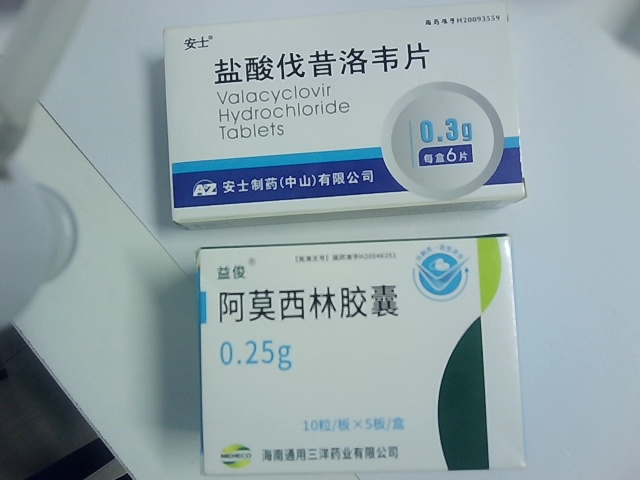 安士®
国药准字H20093559
盐酸伐昔洛韦片
Valacyclovir
Hydrochloride
Tablets
0.3g
每盒6片
AZ 安士制药(中山)有限公司
益俊®
阿莫西林胶囊
0.25g
10粒/板×5板/盒
MEHECO 海南通用三洋药业有限公司